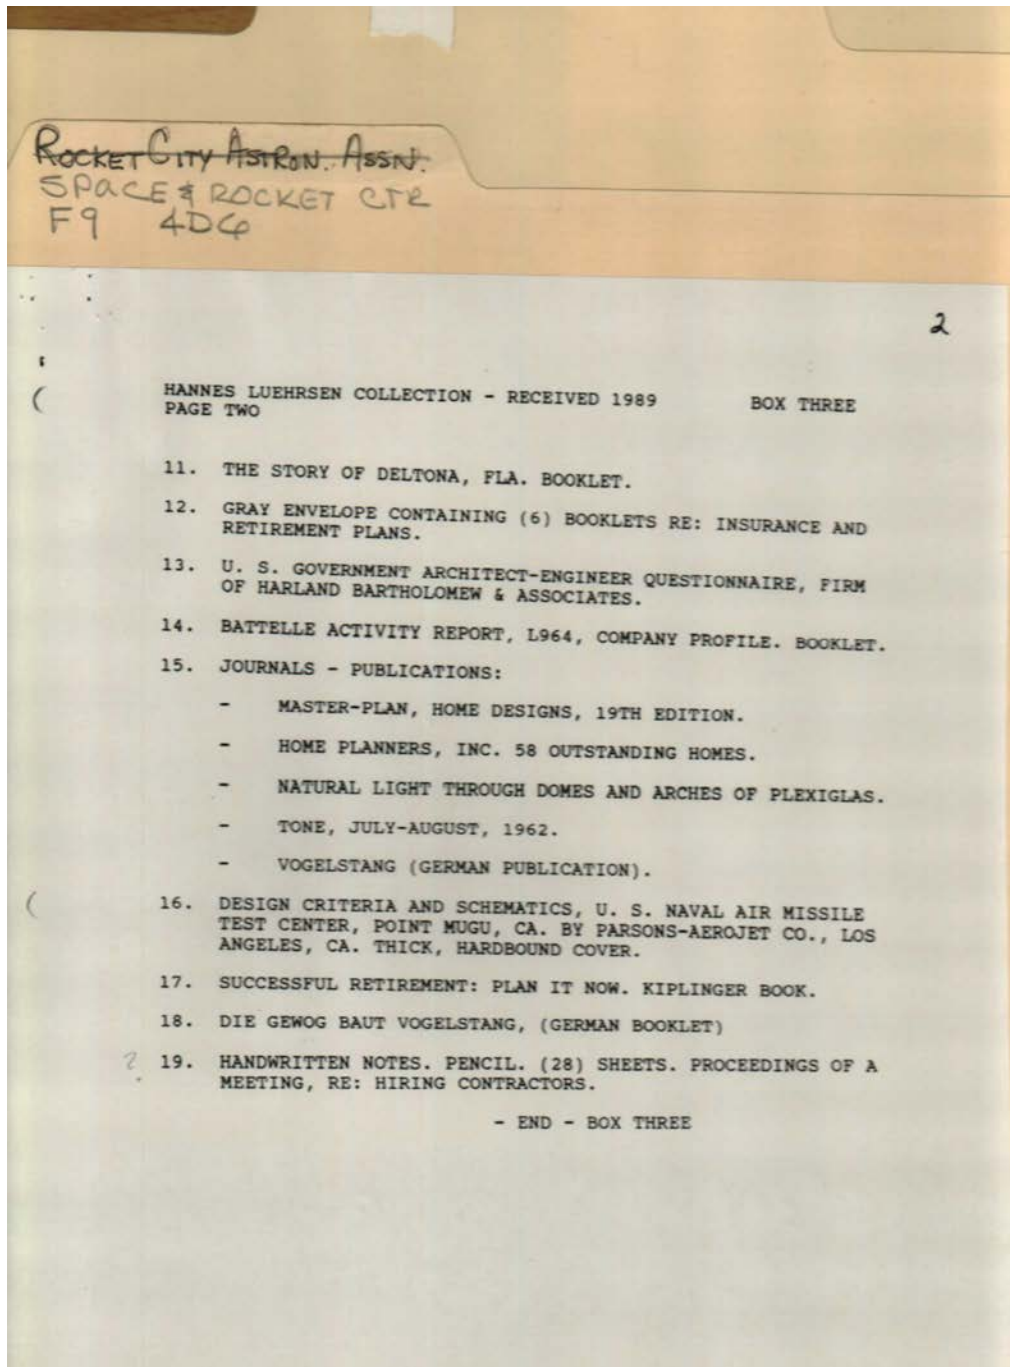 ROCKET CITY ASTRON. ASSN.
SPACE & ROCKET CTR
F9 4D6
2
HANNES LUEHRSEN COLLECTION - RECEIVED 1989 BOX THREE
PAGE TWO
11. THE STORY OF DELTONA, FLA. BOOKLET.
12. GRAY ENVELOPE CONTAINING (6) BOOKLETS RE: INSURANCE AND
RETIREMENT PLANS.
13. U. S. GOVERNMENT ARCHITECT-ENGINEER QUESTIONNAIRE, FIRM
OF HARLAND BARTHOLOMEW & ASSOCIATES.
14. BATTELLE ACTIVITY REPORT, L964, COMPANY PROFILE. BOOKLET.
15. JOURNALS - PUBLICATIONS:
- MASTER-PLAN, HOME DESIGNS, 19TH EDITION.
- HOME PLANNERS, INC. 58 OUTSTANDING HOMES.
- NATURAL LIGHT THROUGH DOMES AND ARCHES OF PLEXIGLAS.
- TONE, JULY-AUGUST, 1962.
- VOGELSTANG (GERMAN PUBLICATION).
16. DESIGN CRITERIA AND SCHEMATICS, U. S. NAVAL AIR MISSILE
TEST CENTER, POINT MUGU, CA. BY PARSONS-AEROJET CO., LOS
ANGELES, CA. THICK, HARDBOUND COVER.
17. SUCCESSFUL RETIREMENT: PLAN IT NOW. KIPLINGER BOOK.
18. DIE GEWOG BAUT VOGELSTANG, (GERMAN BOOKLET)
? 19. HANDWRITTEN NOTES. PENCIL. (28) SHEETS. PROCEEDINGS OF A
MEETING, RE: HIRING CONTRACTORS.
- END - BOX THREE